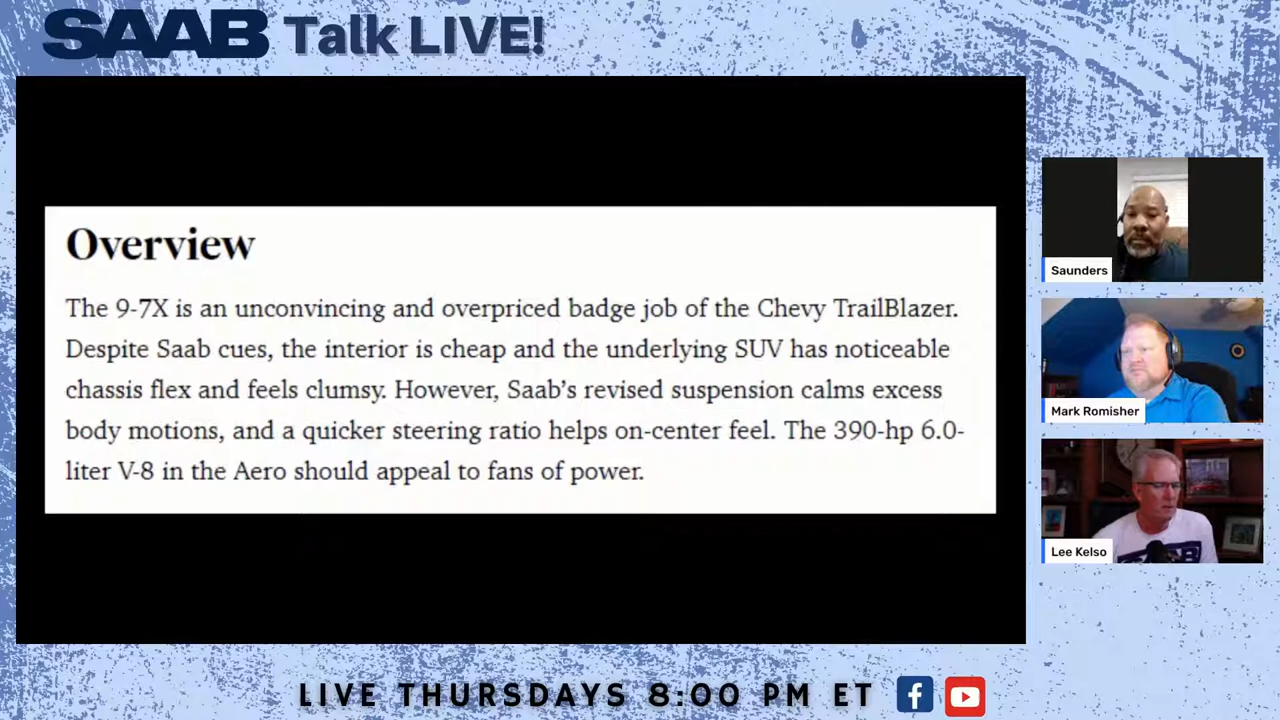 SAAB Talk LIVE!
Overview
The 9-7X is an unconvincing and overpriced badge job of the Chevy TrailBlazer.
Despite Saab cues, the interior is cheap and the underlying SUV has noticeable
chassis flex and feels clumsy. However, Saab’s revised suspension calms excess
body motions, and a quicker steering ratio helps on-center feel. The 390-hp 6.0-
liter V-8 in the Aero should appeal to fans of power.
Saunders
Mark Romisher
Lee Kelso
SAAB
LIVE THURSDAYS 8:00 PM ET